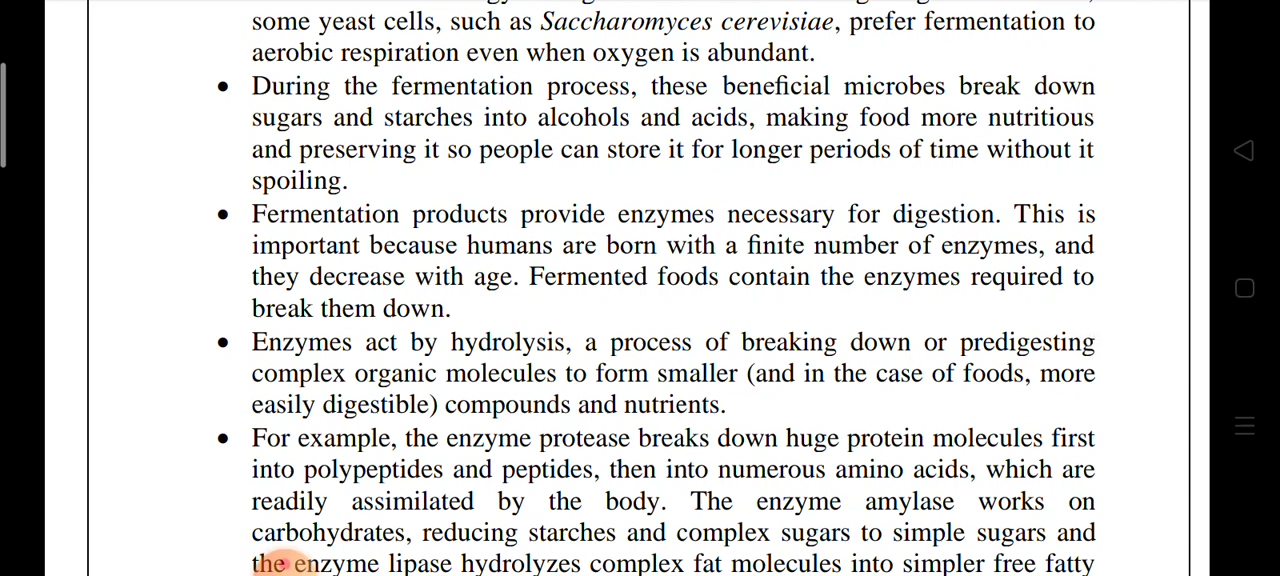 some yeast cells, such as Saccharomyces cerevisiae, prefer fermentation to
aerobic respiration even when oxygen is abundant.
• During the fermentation process, these beneficial microbes break down
sugars and starches into alcohols and acids, making food more nutritious
and preserving it so people can store it for longer periods of time without it
spoiling.
• Fermentation products provide enzymes necessary for digestion. This is
important because humans are born with a finite number of enzymes, and
they decrease with age. Fermented foods contain the enzymes required to
break them down.
• Enzymes act by hydrolysis, a process of breaking down or predigesting
complex organic molecules to form smaller (and in the case of foods, more
easily digestible) compounds and nutrients.
• For example, the enzyme protease breaks down huge protein molecules first
into polypeptides and peptides, then into numerous amino acids, which are
readily assimilated by the body. The enzyme amylase works on
carbohydrates, reducing starches and complex sugars to simple sugars and
the enzyme lipase hydrolyzes complex fat molecules into simpler free fatty